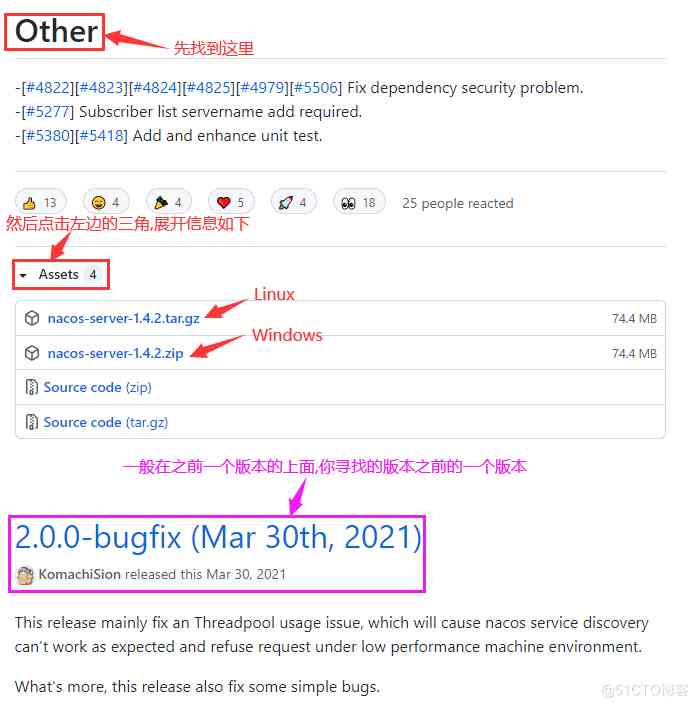 Other
先找到这里
-[#4822][#4823][#4824][#4825][#4979][#5506] Fix dependency security problem.
-[#5277] Subscriber list servername add required.
-[#5380][#5418] Add and enhance unit test.
13 4 4 5 4 18 25 people reacted
然后点击左边的三角,展开信息如下
Assets 4
Linux
nacos-server-1.4.2.tar.gz 74.4 MB
Windows
nacos-server-1.4.2.zip 74.4 MB
Source code (zip)
Source code (tar.gz)
一般在之前一个版本的上面,你寻找的版本之前的一个版本
2.0.0-bugfix (Mar 30th, 2021)
KomachiSion released this Mar 30, 2021
This release mainly fix an Threadpool usage issue, which will cause nacos service discovery
can't work as expected and refuse request under low performance machine environment.
What's more, this release also fix some simple bugs.
@51CTO博客